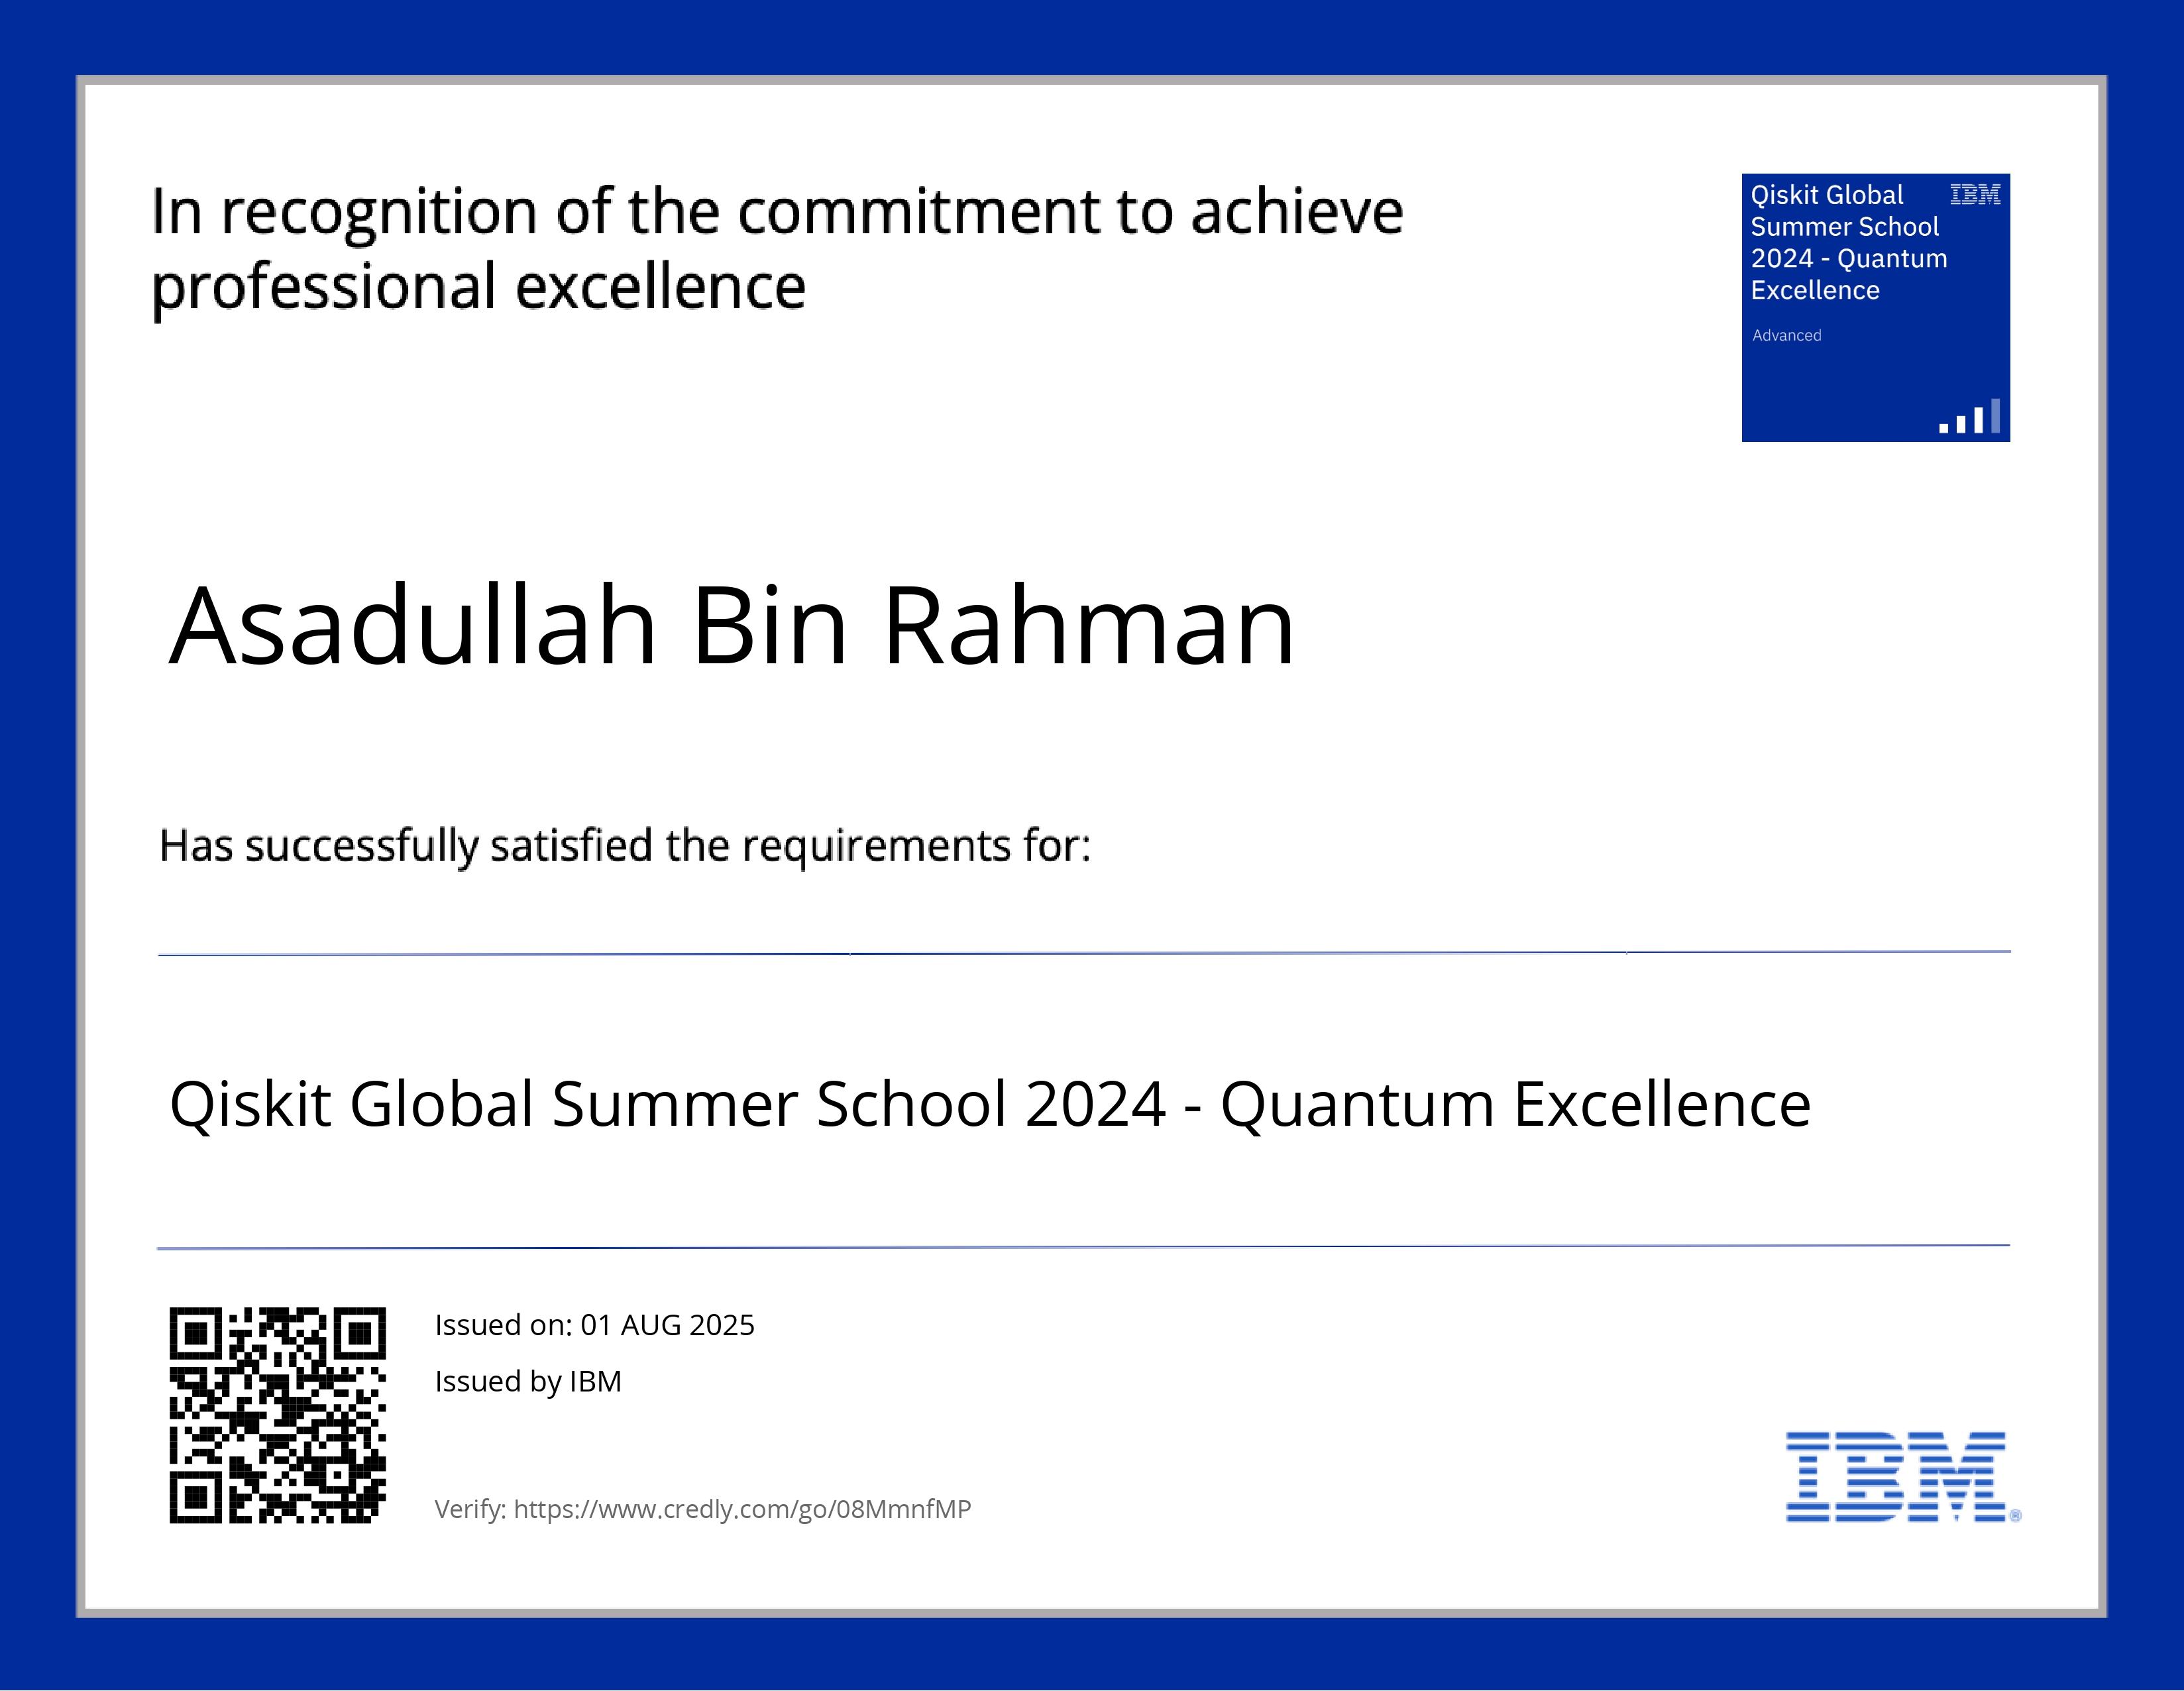 In recognition of the commitment to achieve
professional excellence
Qiskit Global
Summer School
2024 - Quantum
Excellence
IBM
Advanced
Asadullah Bin Rahman
Has successfully satisfied the requirements for:
Qiskit Global Summer School 2024 - Quantum Excellence
Issued on: 01 AUG 2025
Issued by IBM
Verify: https://www.credly.com/go/08MmnfMP
IBM®